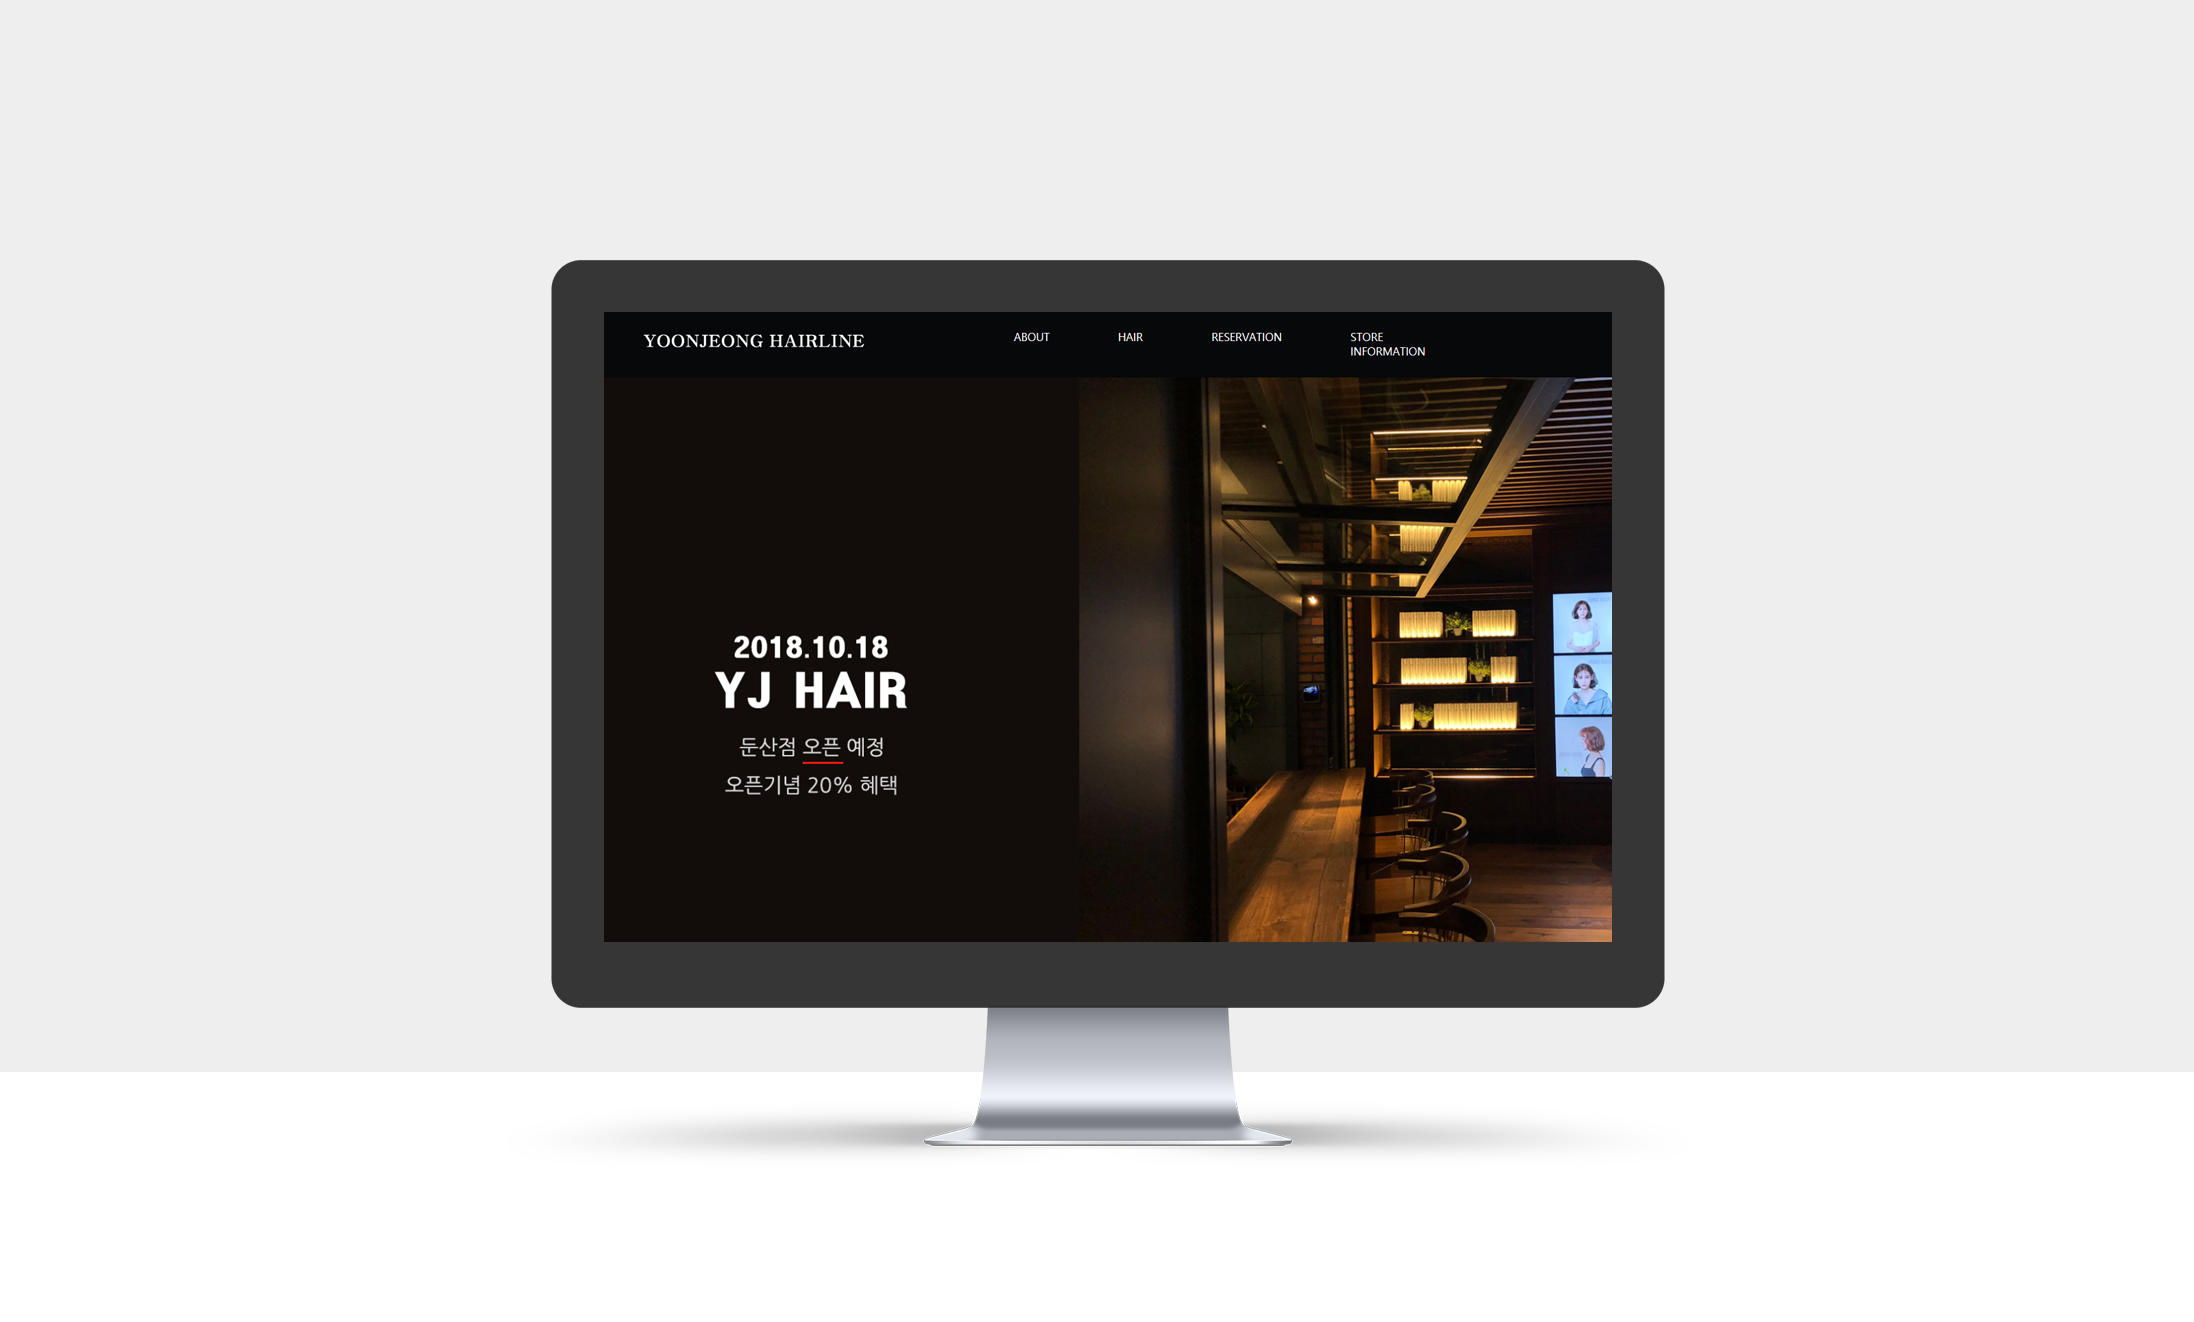 YOONJEONG HAIRLINE
ABOUT
HAIR
RESERVATION
STORE
INFORMATION
2018.10.18
YJ HAIR
둔산점 오픈 예정
오픈기념 20% 혜택